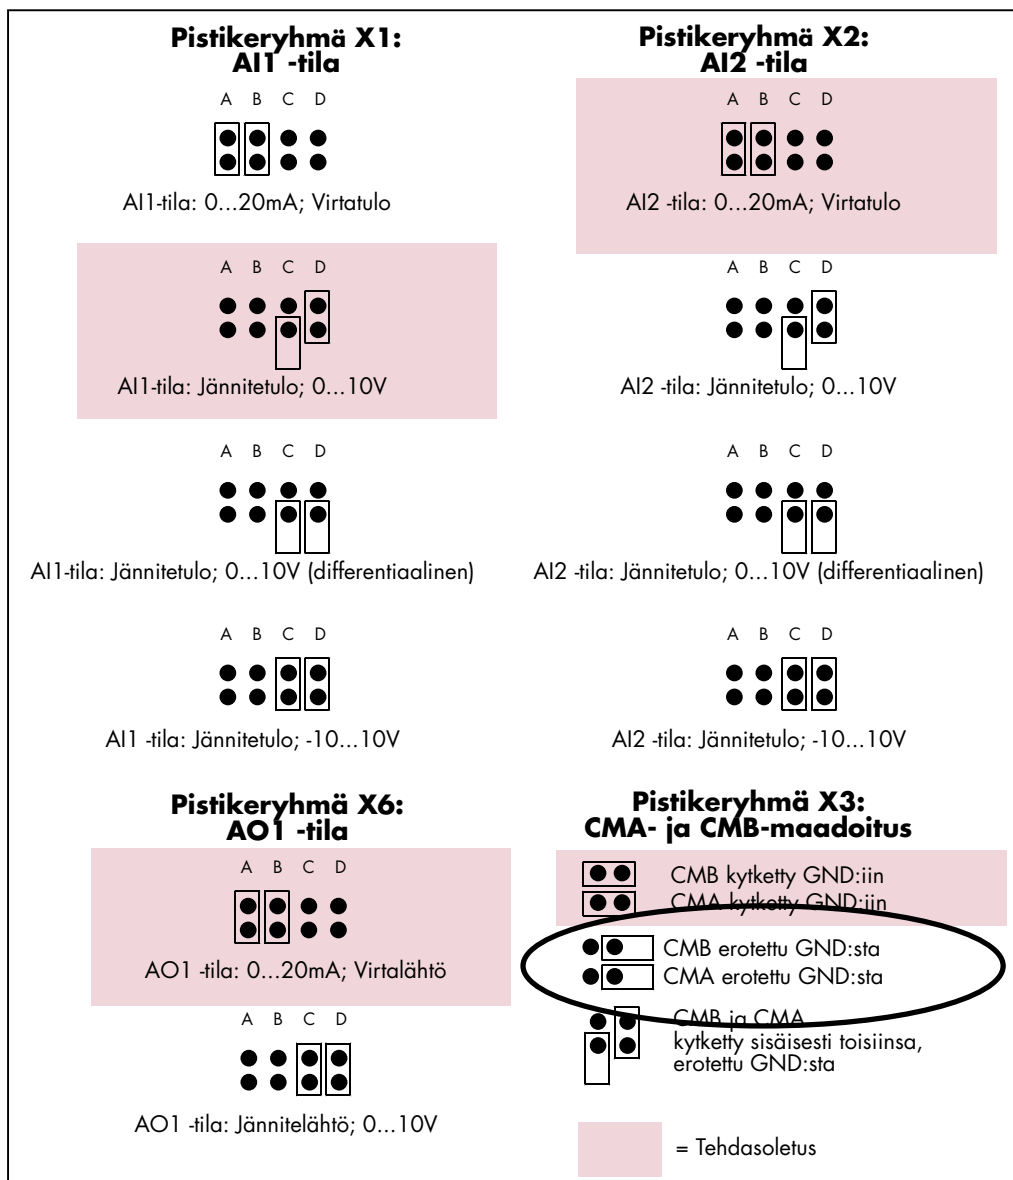 Pistikeryhmä X1:
AI1 -tila
A B C D
AI1-tila: 0...20mA; Virtatulo
A B C D
AI1-tila: Jännitetulo; 0...10V
A B C D
AI1-tila: Jännitetulo; 0...10V (differentiaalinen)
A B C D
AI1 -tila: Jännitetulo; -10...10V
Pistikeryhmä X2:
AI2 -tila
A B C D
AI2 -tila: 0...20mA; Virtatulo
A B C D
AI2 -tila: Jännitetulo; 0...10V
A B C D
AI2 -tila: Jännitetulo; 0...10V (differentiaalinen)
A B C D
AI2 -tila: Jännitetulo; -10...10V
Pistikeryhmä X6:
AO1 -tila
A B C D
AO1 -tila: 0...20mA; Virtalähtö
A B C D
AO1 -tila: Jännitelähtö; 0...10V
Pistikeryhmä X3:
CMA- ja CMB-maadoitus
CMB kytketty GND:iin
CMA kytketty GND:iin
CMB erotettu GND:sta
CMA erotettu GND:sta
CMB ja CMA
kytketty sisäisesti toisiinsa,
erotettu GND:sta
= Tehdasoletus